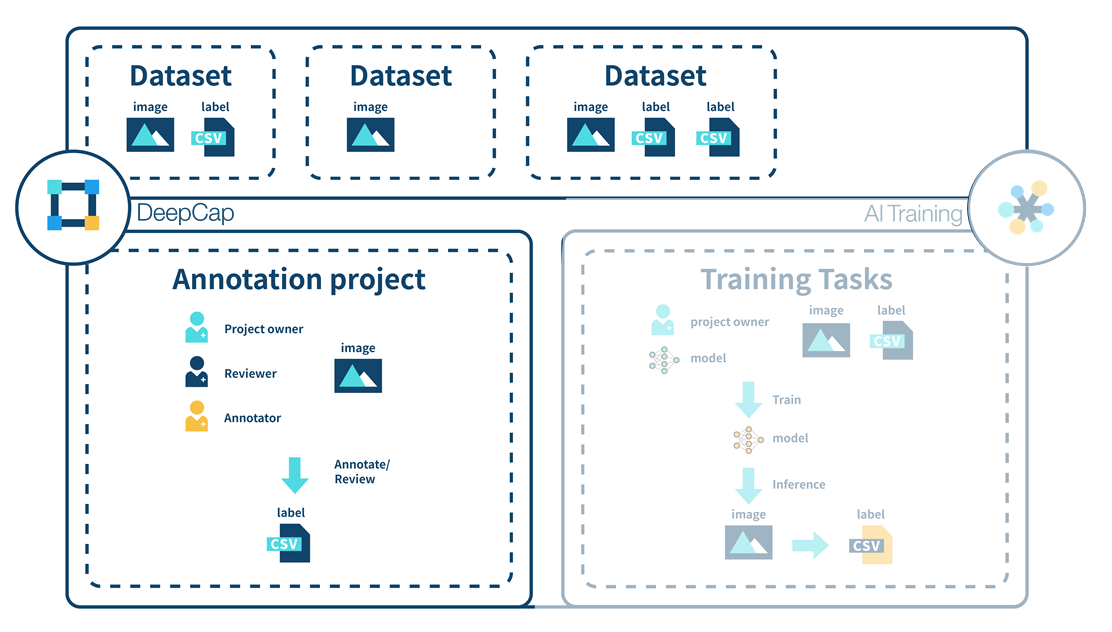 Dataset
image label
CSV
Dataset
image
Dataset
image label label
CSV CSV
DeepCap
AI Training
Annotation project
Project owner
Reviewer
Annotator
image
Annotate/
Review
label
CSV
Training Tasks
project owner
model
image label
CSV
Train
model
Inference
image label
CSV